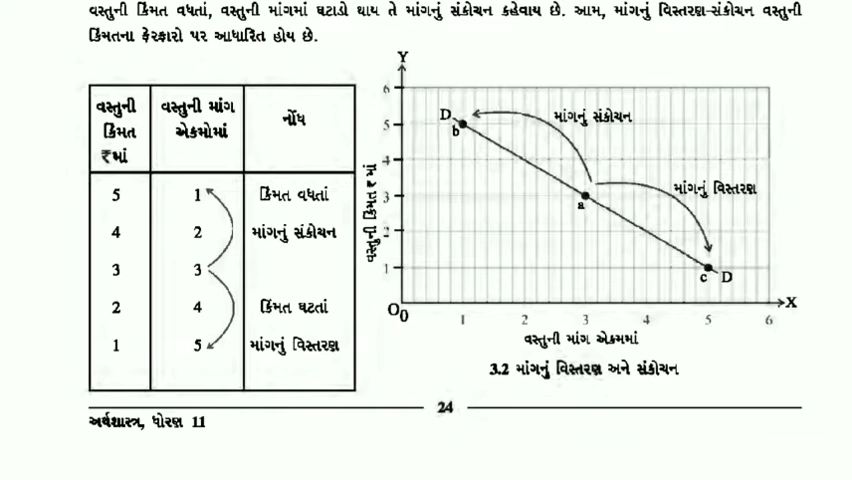 વસ્તુની કિંમત વધતાં, વસ્તુની માંગમાં ઘટાડો થાય તે માંગનું સંકોચન કહેવાય છે. આમ, માંગનું વિસ્તરણ-સંકોચન વસ્તુની
કિંમતના ફેરફારો પર આધારિત હોય છે.
વસ્તુની કિંમત ₹માં
વસ્તુની માંગ એકમોમાં
નોંધ
5 1 કિંમત વધતાં
4 2 માંગનું સંકોચન
3 3
2 4 કિંમત ઘટતાં
1 5 માંગનું વિસ્તરણ
Y
6
5
4
3
2
1
વસ્તુની કિંમત ₹ માં
D
b
માંગનું સંકોચન
a
માંગનું વિસ્તરણ
c
D
O
0 1 2 3 4 5 6
X
વસ્તુની માંગ એકમમાં
3.2 માંગનું વિસ્તરણ અને સંકોચન
24
અર્થશાસ્ત્ર, ધોરણ 11